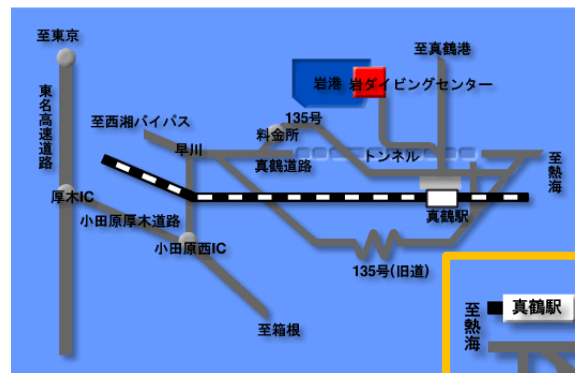 至東京
至真鶴港
岩港
岩ダイビングセンター
東名高速道路
135号
至西湘バイパス
料金所
早川
トンネル
真鶴道路
至熱海
厚木IC
真鶴駅
小田原厚木道路
小田原西IC
135号(旧道)
至箱根
至熱海
真鶴駅